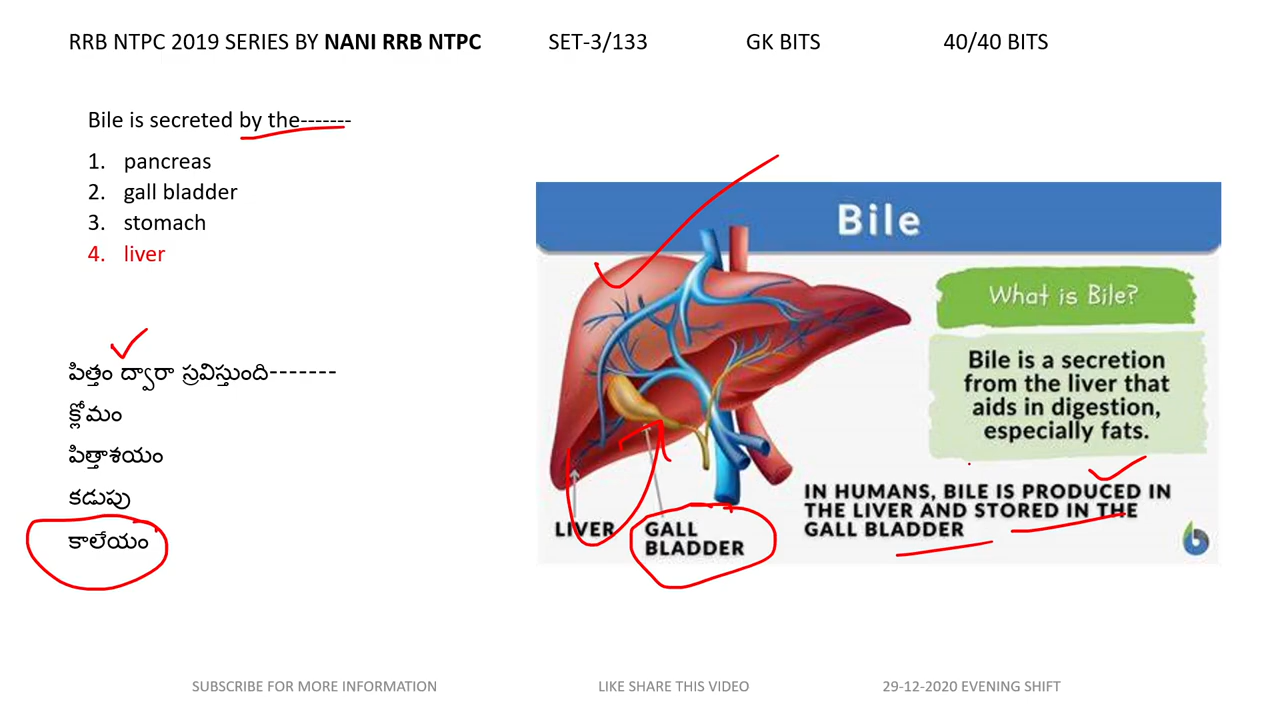 RRB NTPC 2019 SERIES BY NANI RRB NTPC SET-3/133 GK BITS 40/40 BITS
Bile is secreted by the-------
1. pancreas
2. gall bladder
3. stomach
4. liver
పిత్తం ద్వారా స్రవిస్తుంది-------
క్లోమం
పిత్తాశయం
కడుపు
కాలేయం
Bile
What is Bile?
Bile is a secretion
from the liver that
aids in digestion,
especially fats.
IN HUMANS, BILE IS PRODUCED IN
THE LIVER AND STORED IN THE
GALL BLADDER
LIVER
GALL
BLADDER
SUBSCRIBE FOR MORE INFORMATION LIKE SHARE THIS VIDEO 29-12-2020 EVENING SHIFT